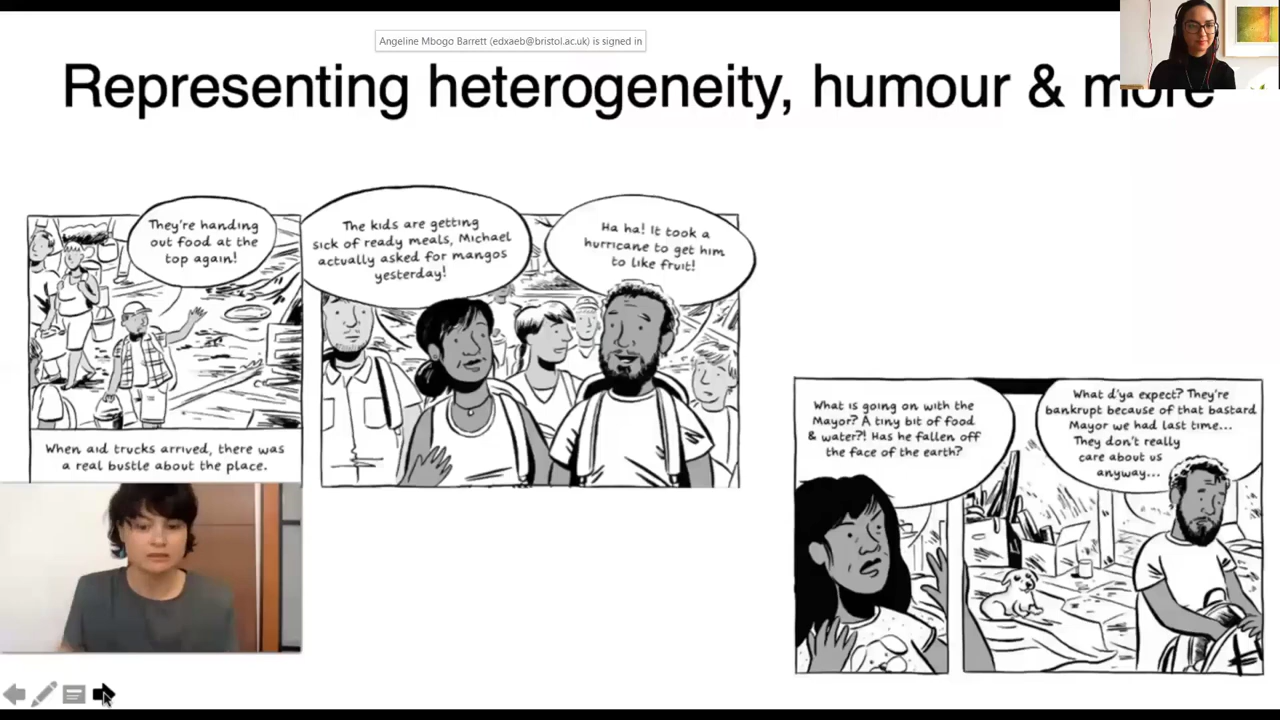 Angeline Mbogo Barrett (edxaeb@bristol.ac.uk) is signed in
Representing heterogeneity, humour & more
They're handing
out food at the
top again!
When aid trucks arrived, there was
a real bustle about the place.
The kids are getting
sick of ready meals, Michael
actually asked for mangos
yesterday!
Ha ha! It took a
hurricane to get him
to like fruit!
What is going on with the
Mayor? A tiny bit of food
& water?! Has he fallen off
the face of the earth?
What d'ya expect? They're
bankrupt because of that bastard
Mayor we had last time...
They don't really
care about us
anyway...